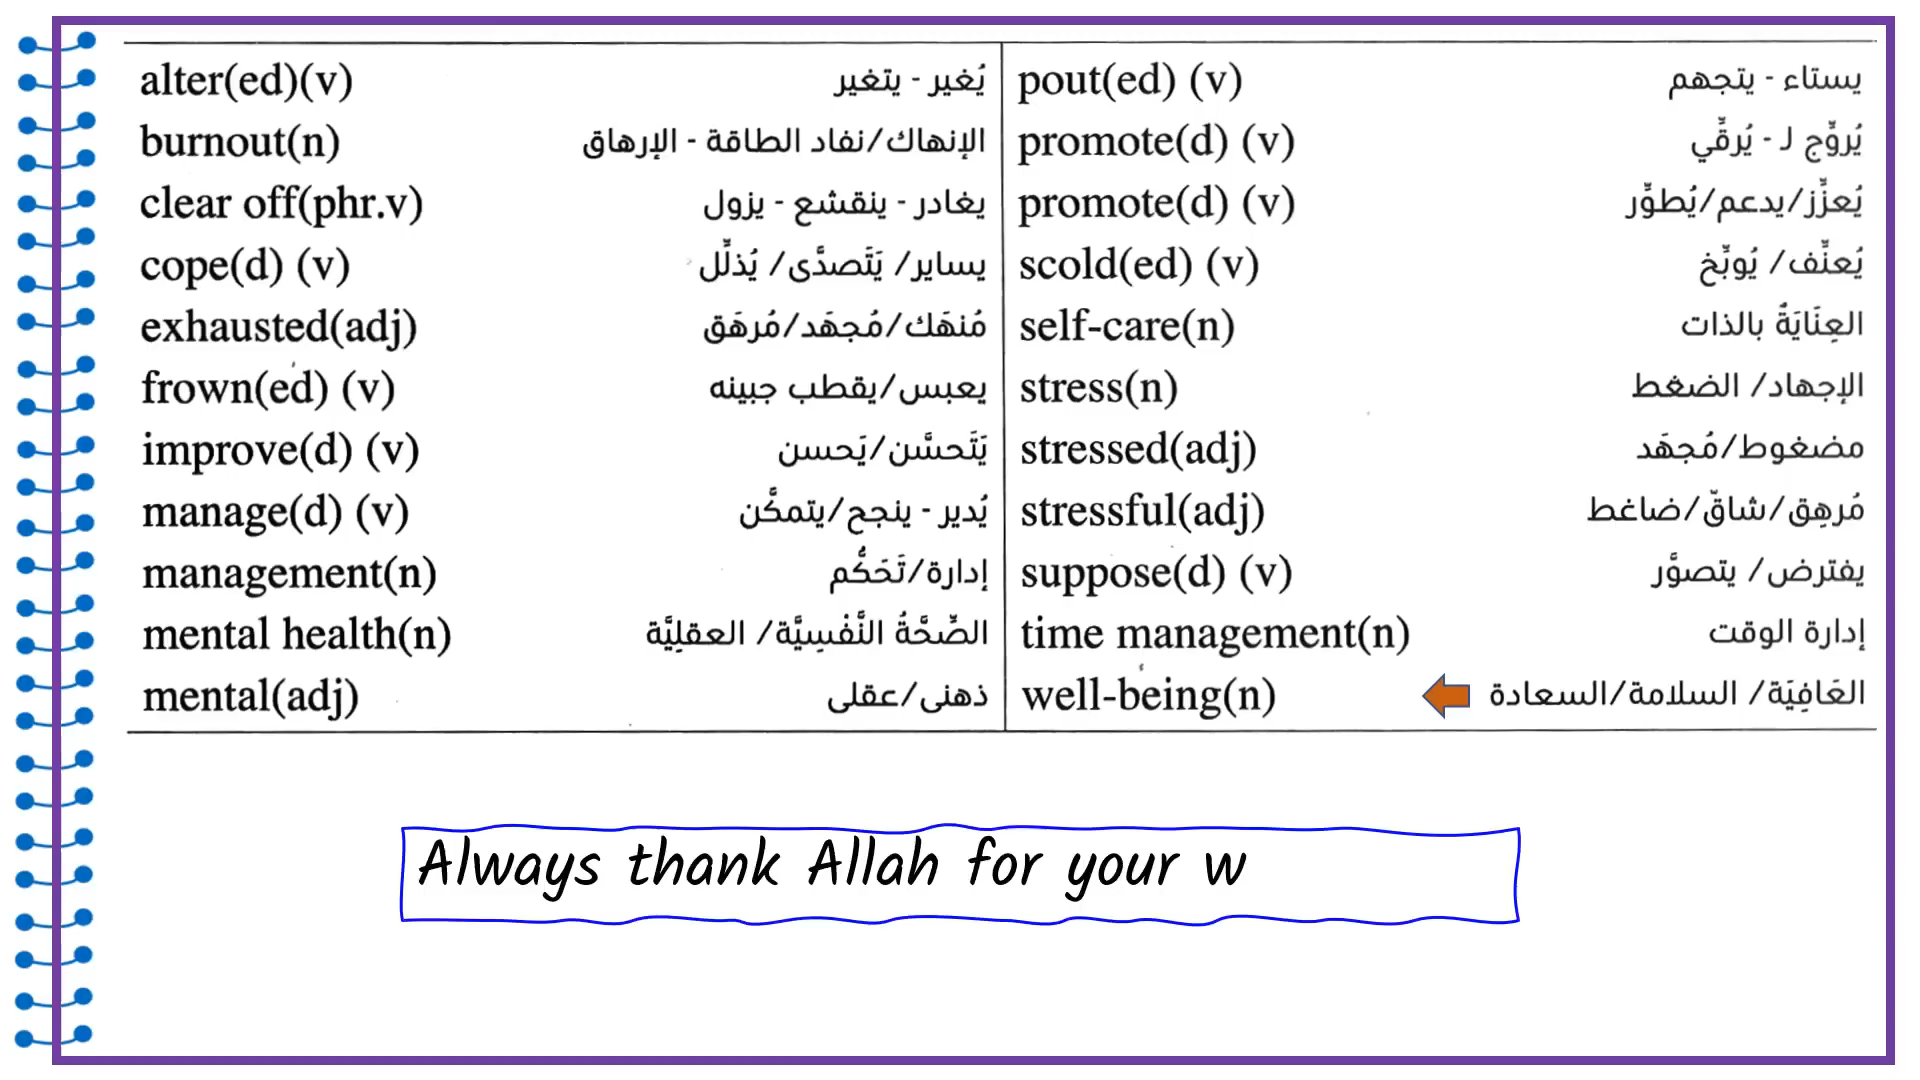 alter(ed)(v) يُغير - يتغير
burnout(n) الإنهاك/نفاد الطاقة - الإرهاق
clear off(phr.v) يغادر - ينقشع - يزول
cope(d) (v) يساير/ يَتَصدَّى/ يُذلِّل
exhausted(adj) مُنهَك/مُجهَد/مُرهَق
frown(ed) (v) يعبس/يقطب جبينه
improve(d) (v) يَتَحسَّن/يَحسن
manage(d) (v) يُدير - ينجح/يتمكَّن
management(n) إدارة/تَحَكُّم
mental health(n) الصِّحَّةُ النَّفْسِيَّة/ العقلِيَّة
mental(adj) ذهنى/عقلى
pout(ed) (v) يستاء - يتجهم
promote(d) (v) يُروِّج لـ - يُرقِّي
promote(d) (v) يُعزِّز/يدعم/يُطوِّر
scold(ed) (v) يُعنِّف/ يُوبِّخ
self-care(n) العِنَايَةُ بالذات
stress(n) الإجهاد/ الضغط
stressed(adj) مضغوط/مُجهَد
stressful(adj) مُرهِق/شاقّ/ضاغط
suppose(d) (v) يفترض/ يتصوَّر
time management(n) إدارة الوقت
well-being(n) العَافِيَة/ السلامة/السعادة
Always thank Allah for your w